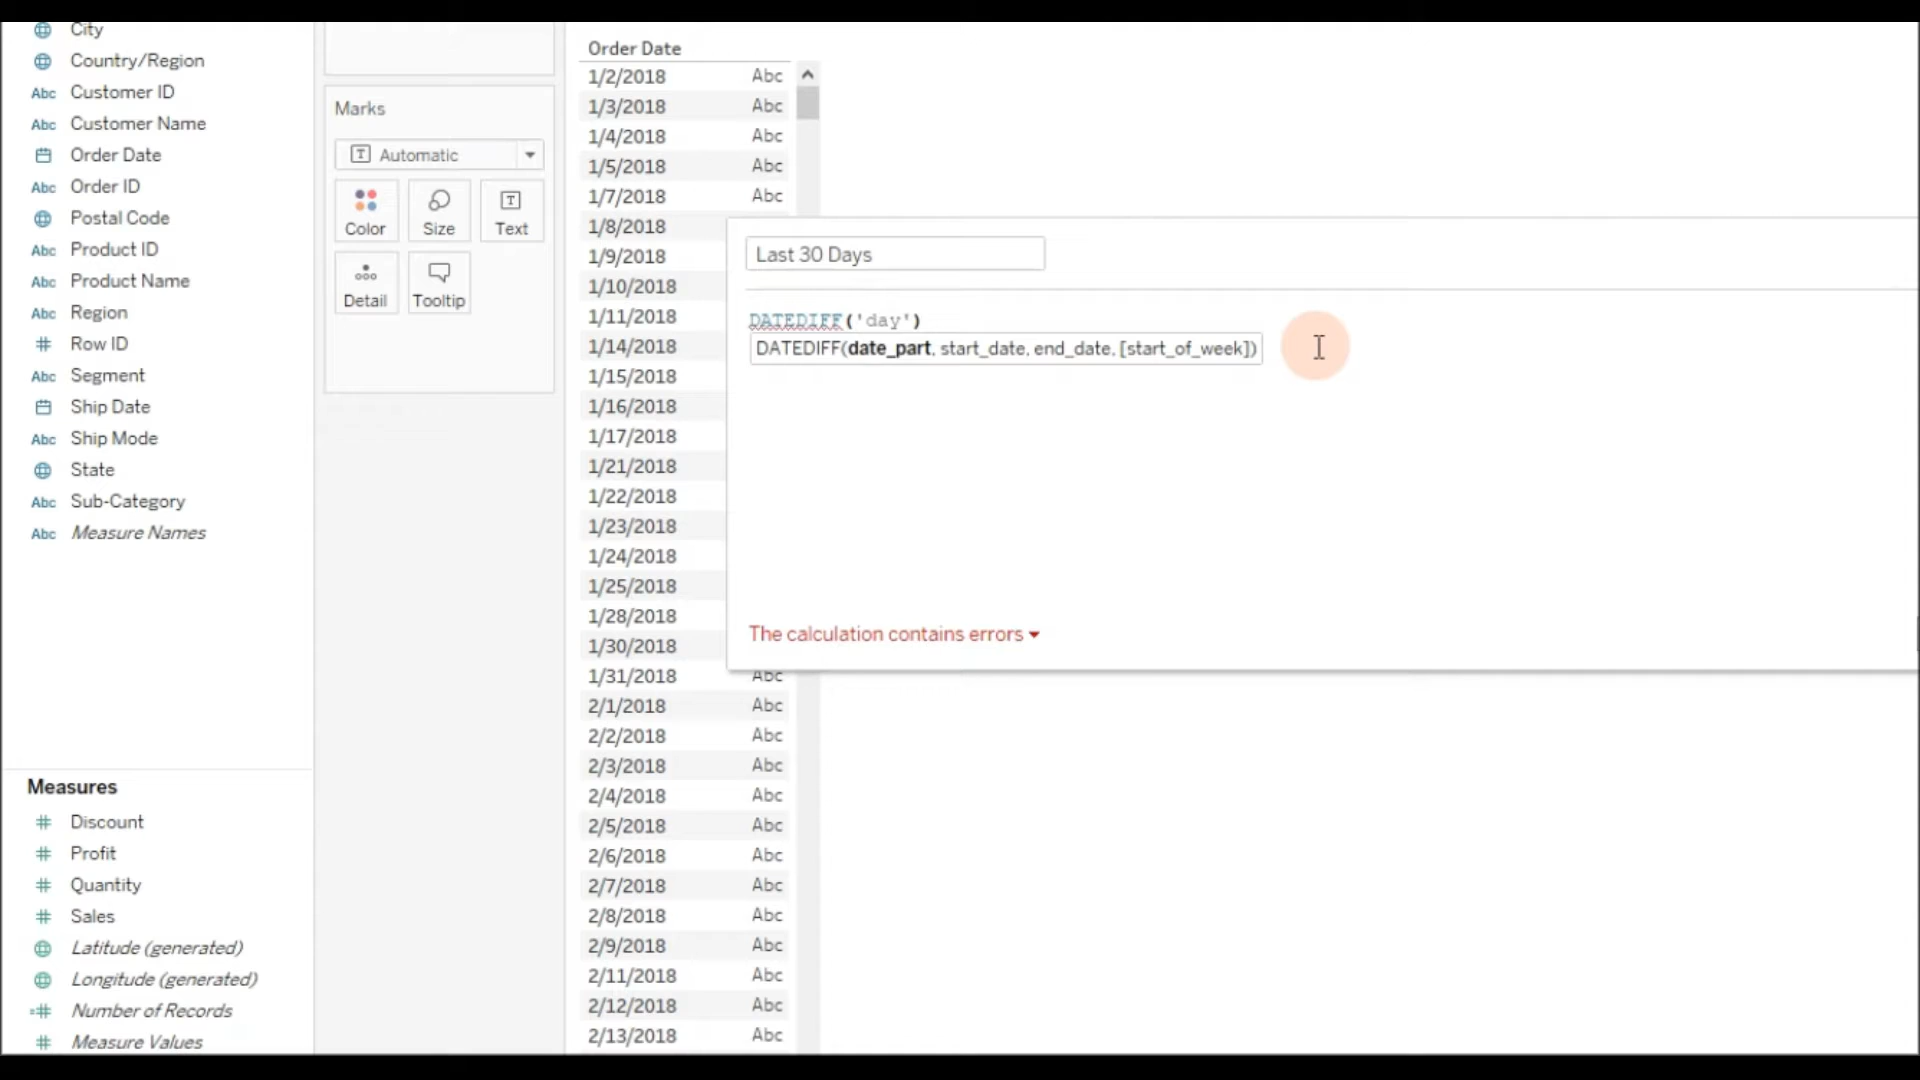 City
Country/Region
Abc Customer ID
Abc Customer Name
Order Date
Abc Order ID
Postal Code
Abc Product ID
Abc Product Name
Abc Region
# Row ID
Abc Segment
Ship Date
Abc Ship Mode
State
Abc Sub-Category
Abc Measure Names
Measures
# Discount
# Profit
# Quantity
# Sales
Latitude (generated)
Longitude (generated)
=# Number of Records
# Measure Values
Marks
T Automatic
Color Size Text
Detail Tooltip
Order Date
1/2/2018 Abc
1/3/2018 Abc
1/4/2018 Abc
1/5/2018 Abc
1/7/2018 Abc
1/8/2018
1/9/2018
1/10/2018
1/11/2018
1/14/2018
1/15/2018
1/16/2018
1/17/2018
1/21/2018
1/22/2018
1/23/2018
1/24/2018
1/25/2018
1/28/2018
1/30/2018
1/31/2018 Abc
2/1/2018 Abc
2/2/2018 Abc
2/3/2018 Abc
2/4/2018 Abc
2/5/2018 Abc
2/6/2018 Abc
2/7/2018 Abc
2/8/2018 Abc
2/9/2018 Abc
2/11/2018 Abc
2/12/2018 Abc
2/13/2018 Abc
Last 30 Days
DATEDIFF('day')
DATEDIFF(date_part, start_date, end_date, [start_of_week])
The calculation contains errors